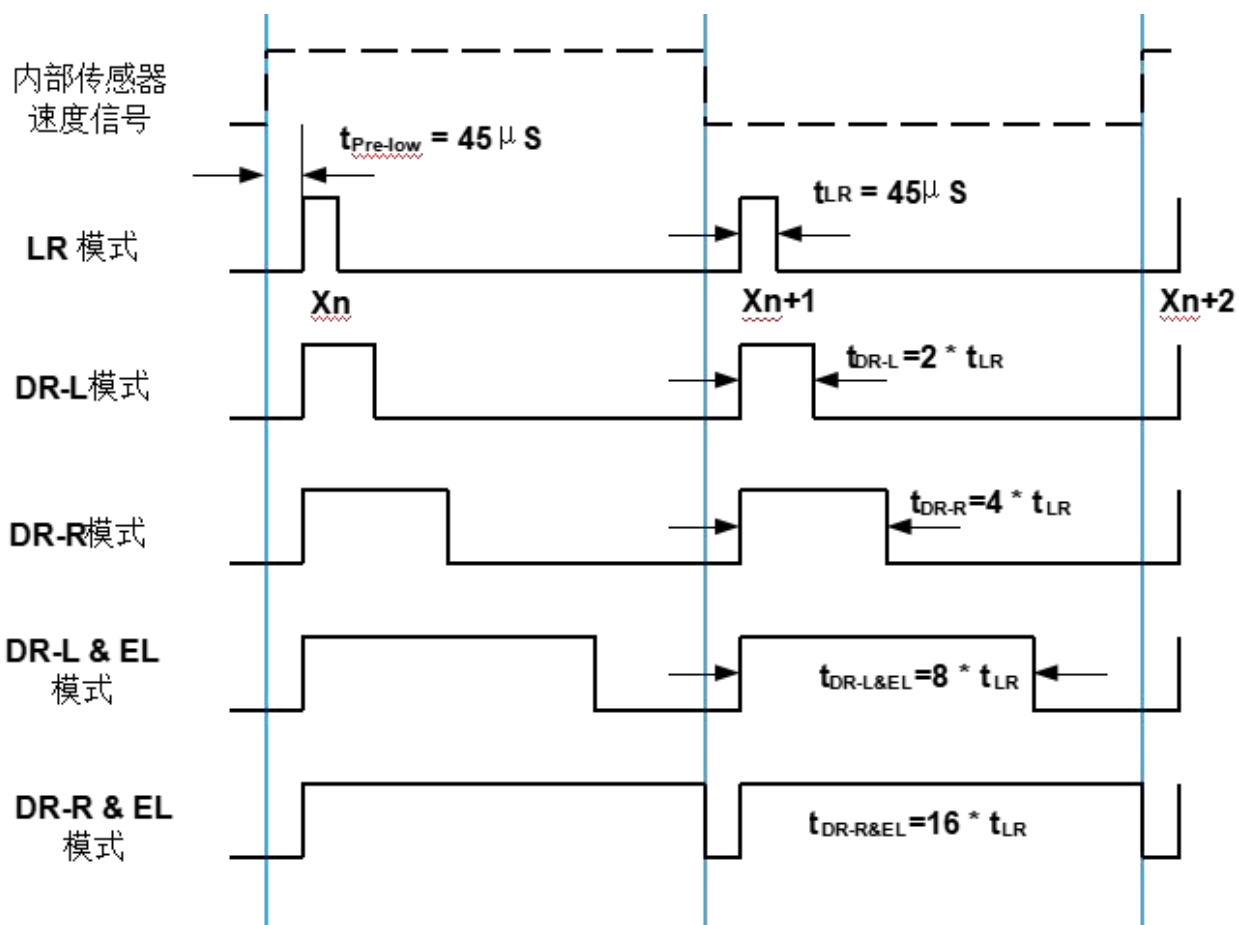 内部传感器
速度信号
tPre-low = 45μS
tLR = 45μS
LR 模式
Xn
Xn+1
Xn+2
DR-L模式
tDR-L=2 * tLR
DR-R模式
tDR-R=4 * tLR
DR-L & EL
模式
tDR-L&EL=8 * tLR
DR-R & EL
模式
tDR-R&EL=16 * tLR